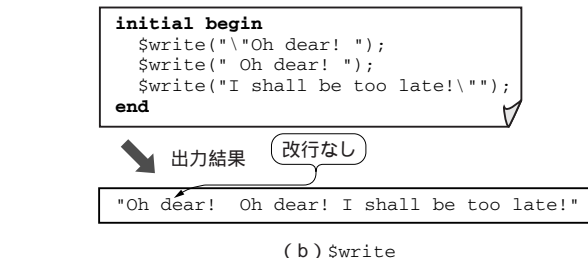 initial begin
$write("\"Oh dear! ");
$write(" Oh dear! ");
$write("I shall be too late!\"");
end
出力結果
改行なし
"Oh dear!  Oh dear! I shall be too late!"
(b)$write